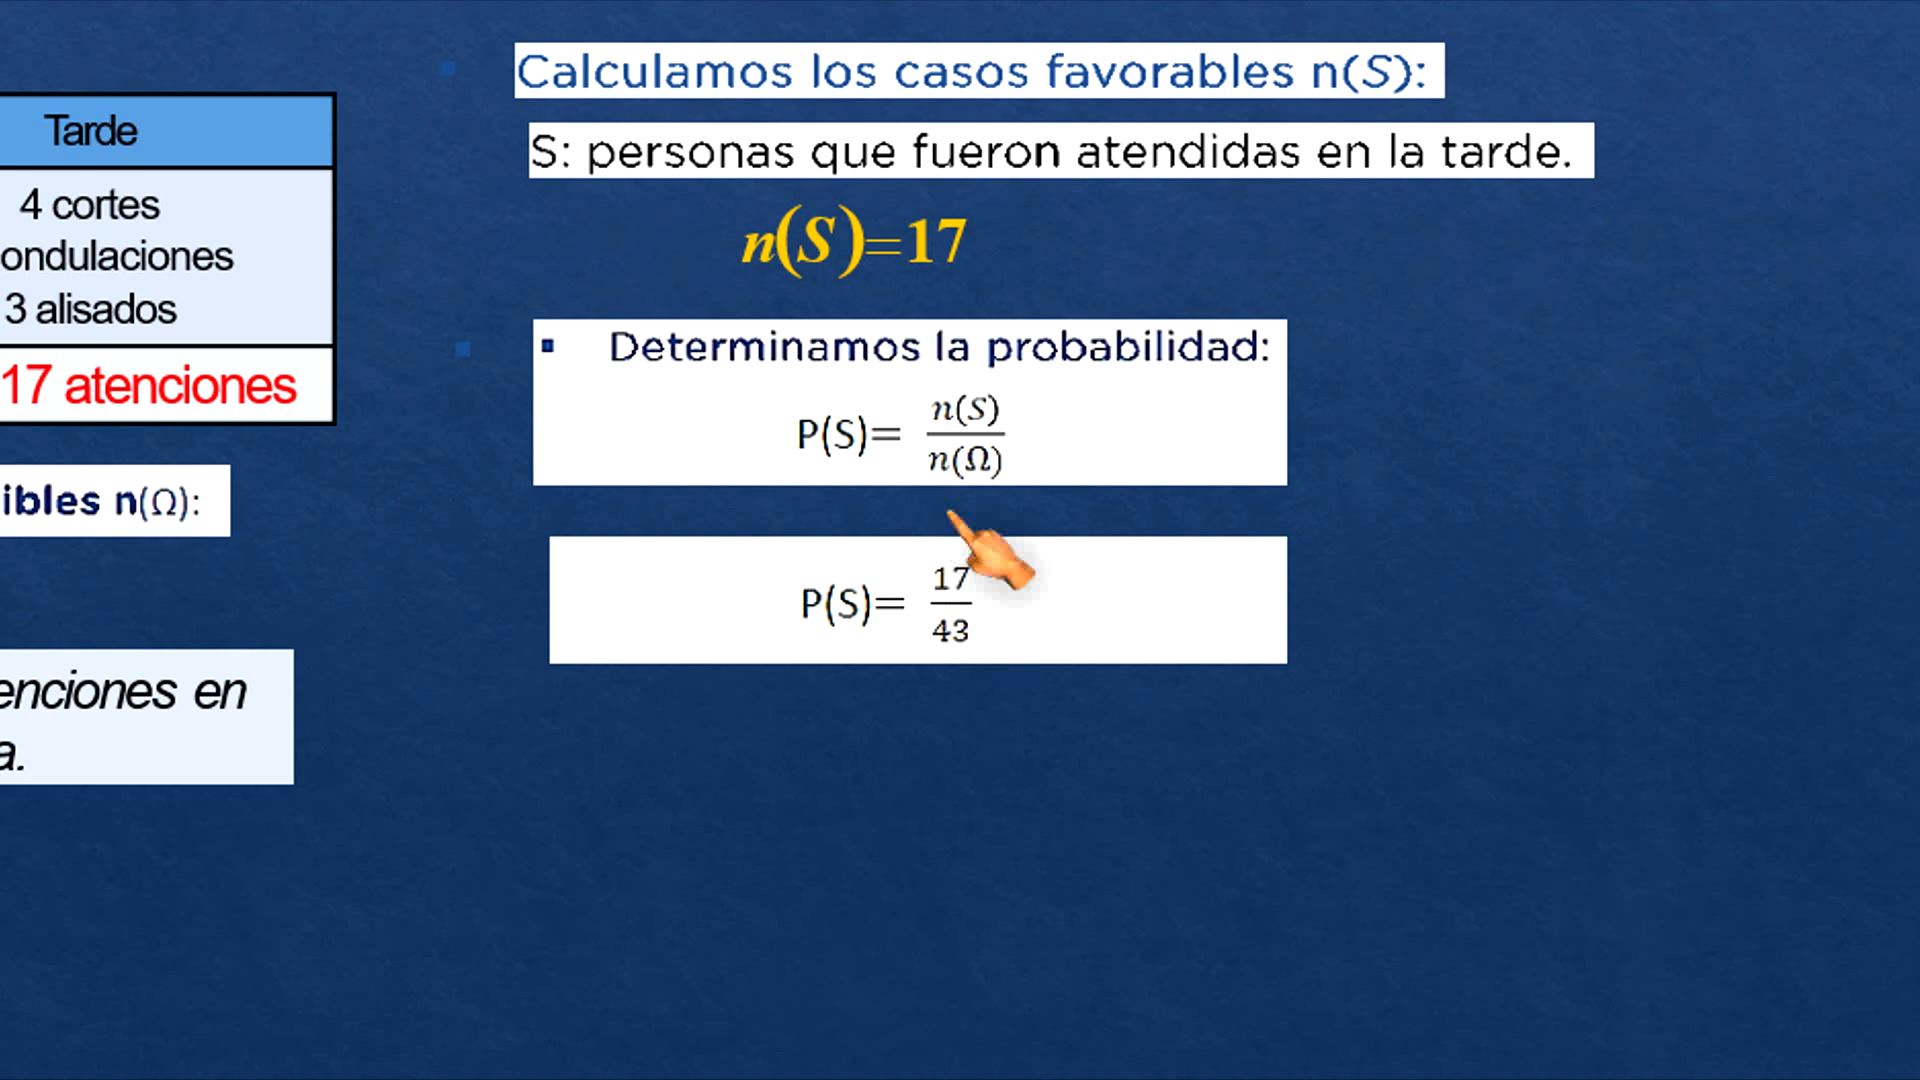 Tarde
4 cortes
ondulaciones
3 alisados
17 atenciones
ibles n(Ω):
enciones en
a.
Calculamos los casos favorables n(S):
S: personas que fueron atendidas en la tarde.
n(S)=17
▪ Determinamos la probabilidad:
P(S)= n(S)/n(Ω)
P(S)= 17/43